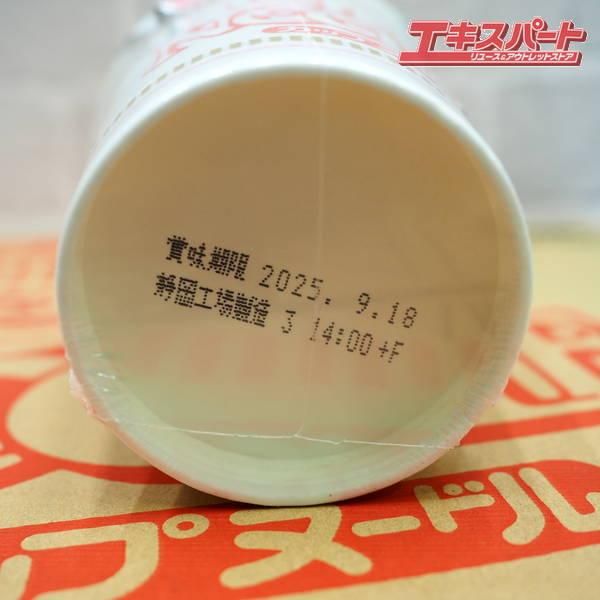 エキスパート
リユース&アウトレットストア
賞味期限 2025. 9.18
静岡工場製造 3 14:00+F
プヌードル